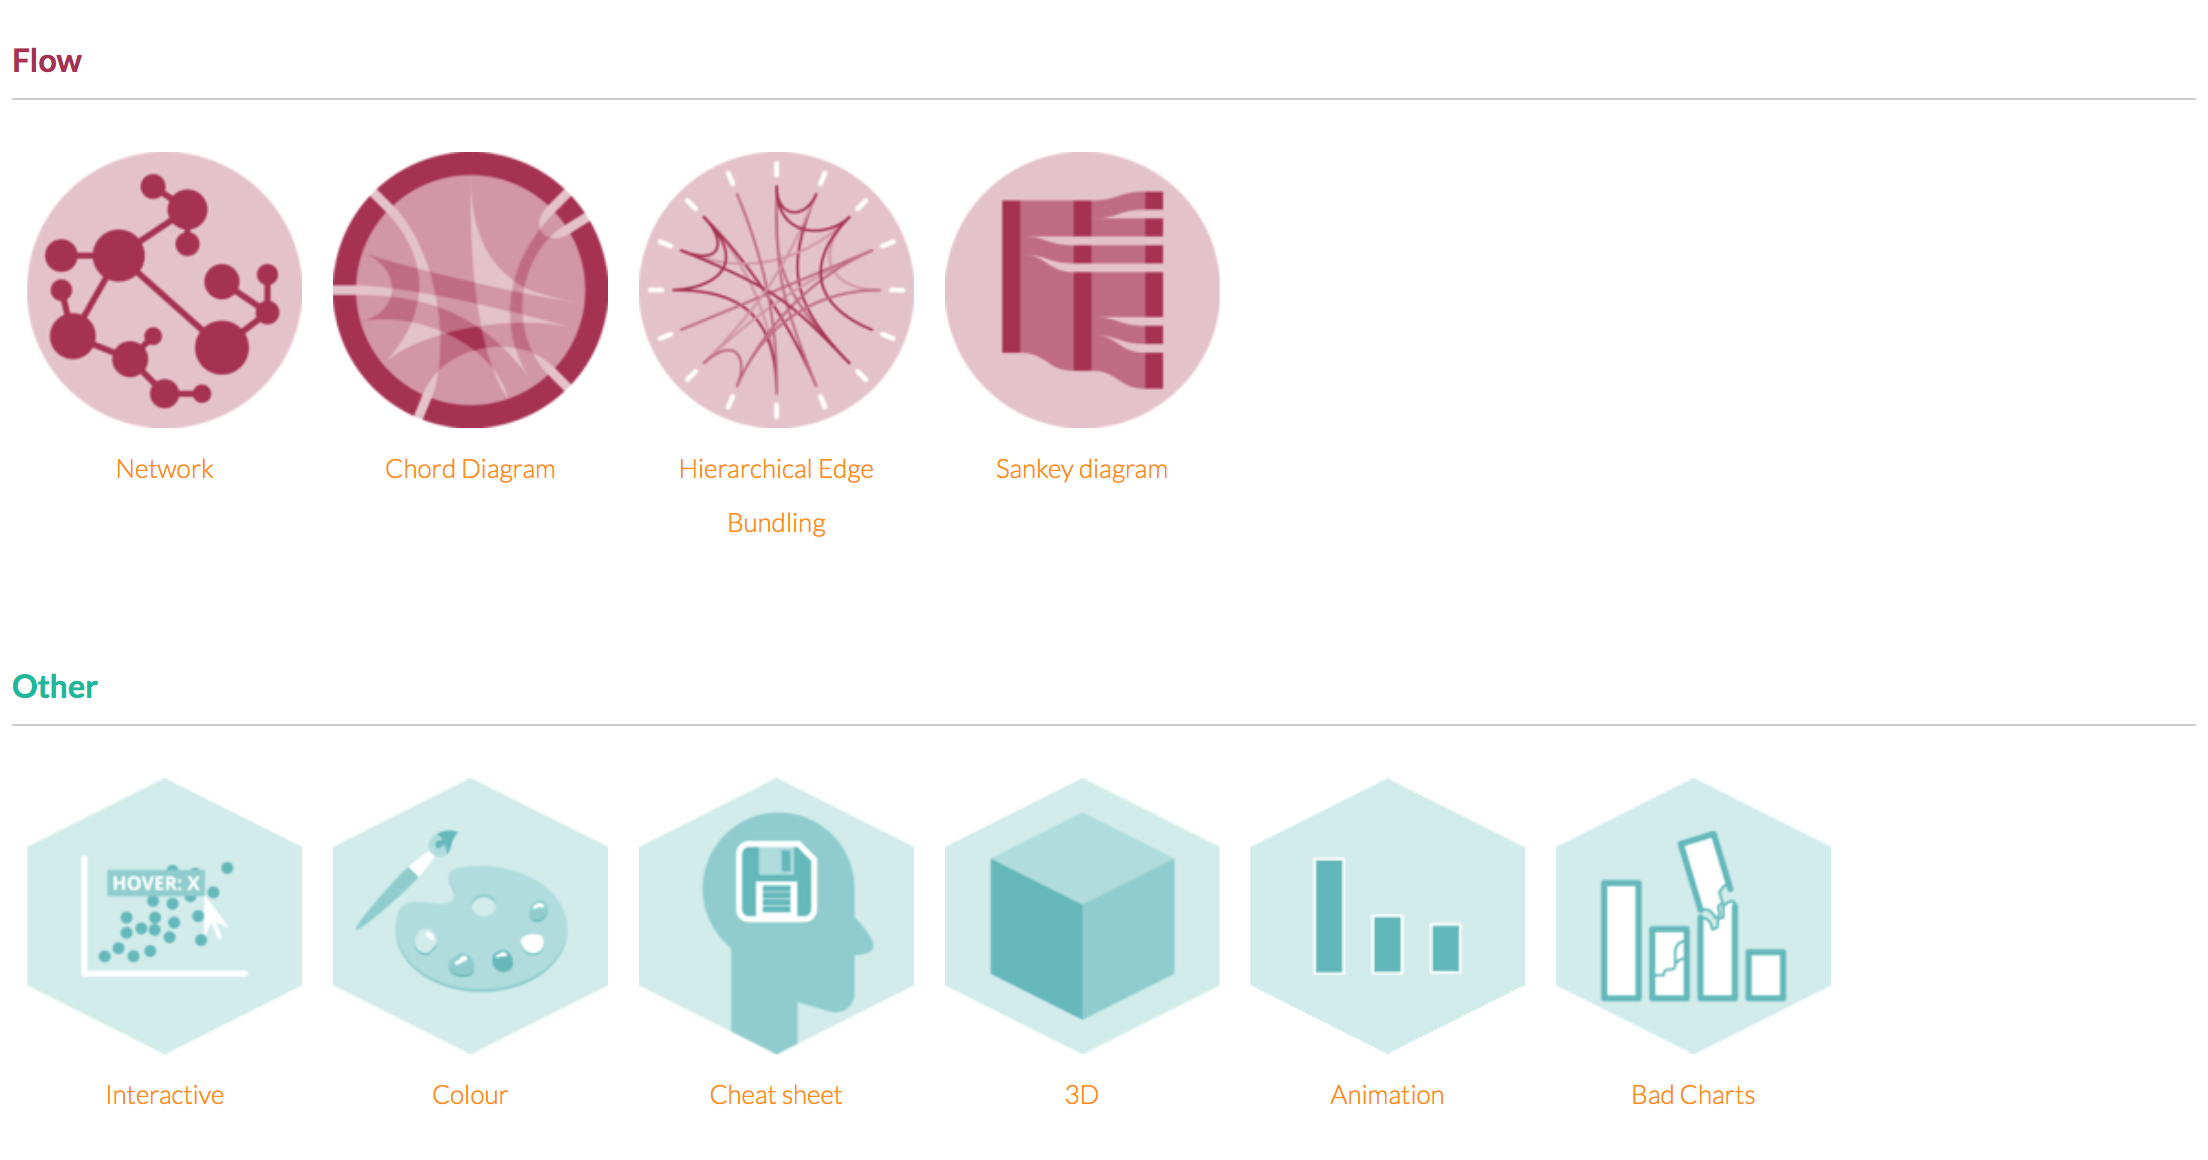 Flow
Network
Chord Diagram
Hierarchical Edge
Bundling
Sankey diagram
Other
HOVER: X
Interactive
Colour
Cheat sheet
3D
Animation
Bad Charts